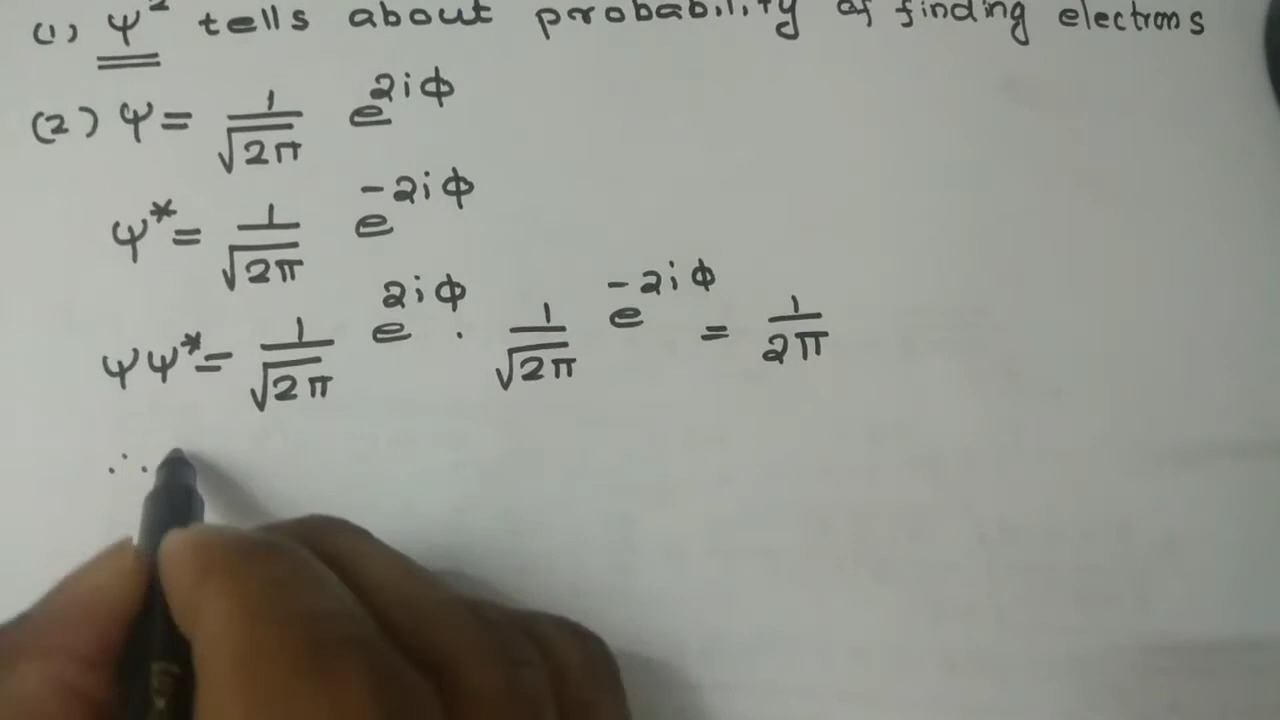 (1) ψ² tells about probability of finding electrons
(2) ψ = 1/√2π e^2iφ
ψ* = 1/√2π e^-2iφ
ψψ* = 1/√2π e^2iφ . 1/√2π e^-2iφ = 1/2π
∴